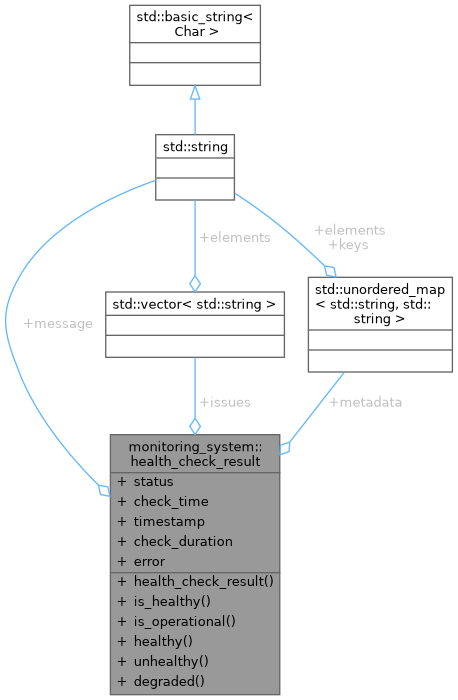 std::basic_string<
Char >
std::string
+elements
+elements
+keys
std::vector< std::string >
std::unordered_map
< std::string, std::
string >
+message
+issues
+metadata
monitoring_system::
health_check_result
+ status
+ check_time
+ timestamp
+ check_duration
+ error
+ health_check_result()
+ is_healthy()
+ is_operational()
+ healthy()
+ unhealthy()
+ degraded()